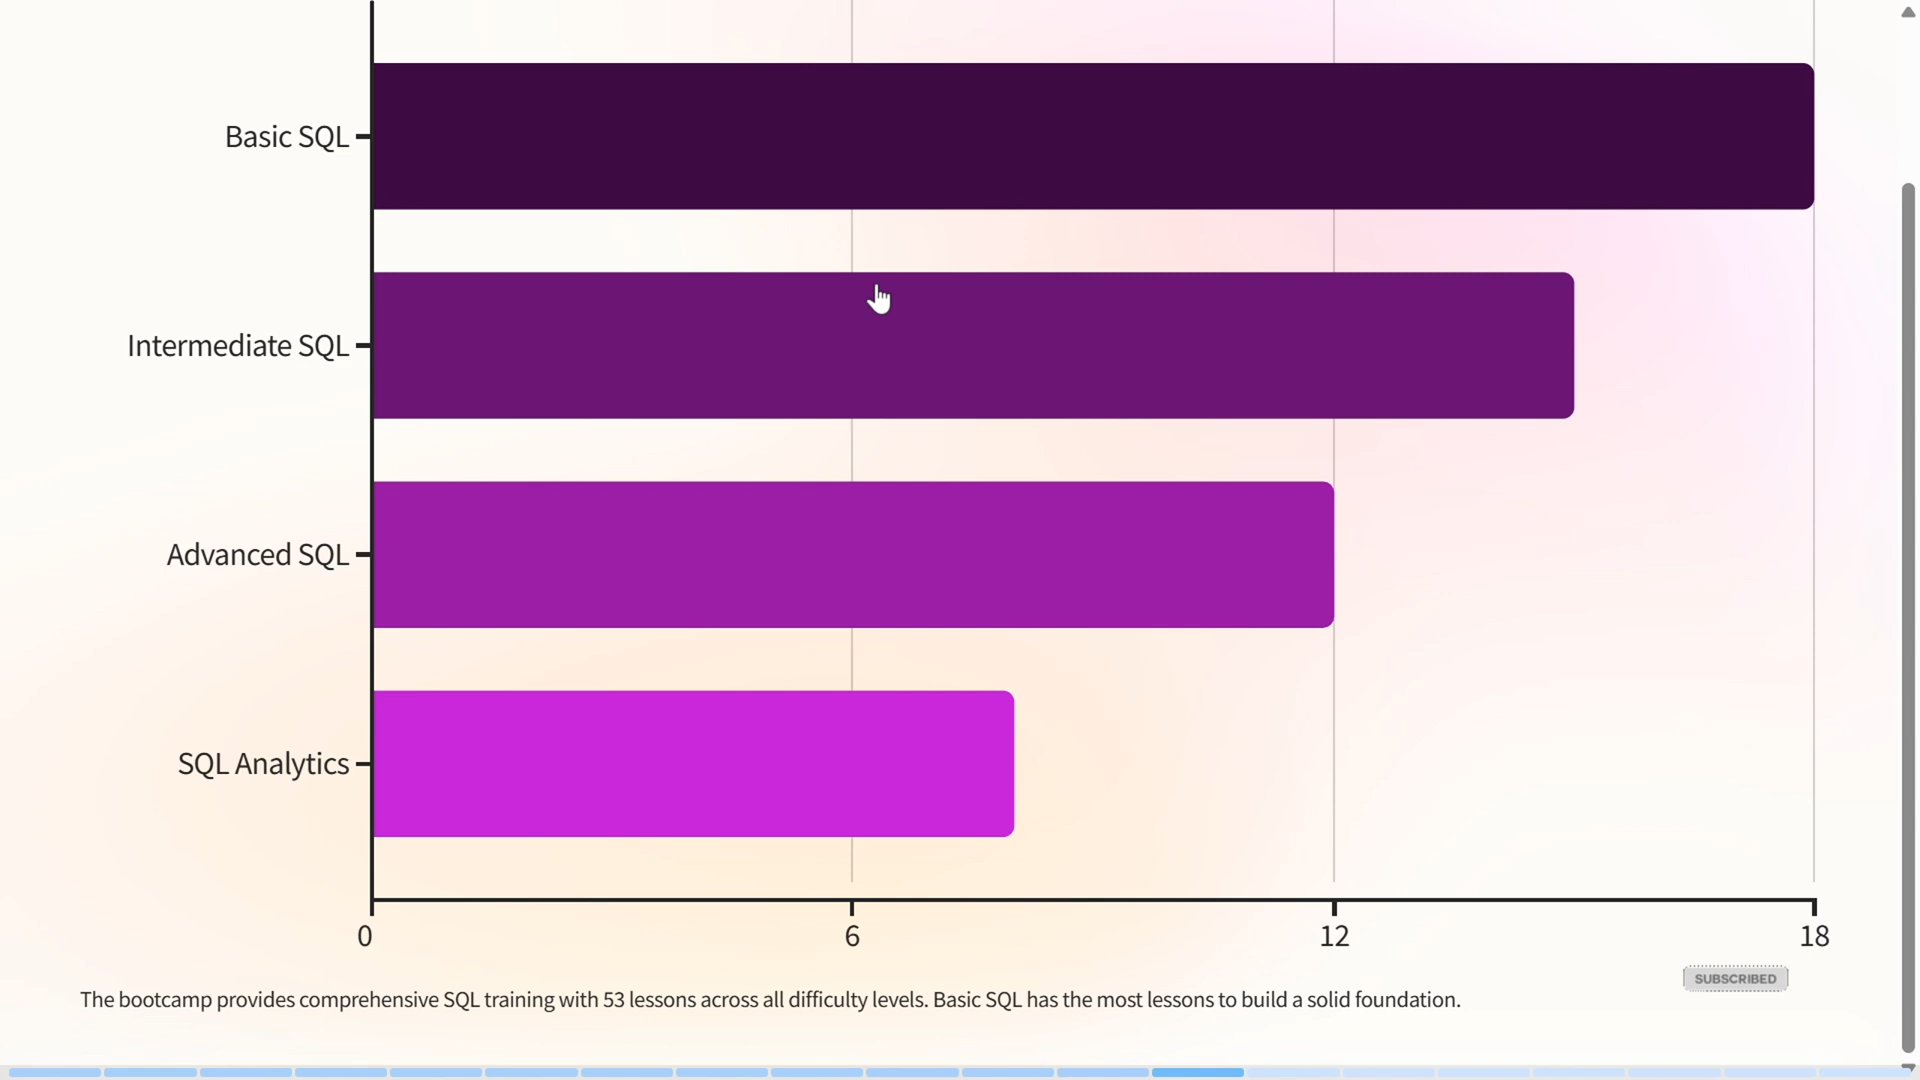 Basic SQL
Intermediate SQL
Advanced SQL
SQL Analytics
0 6 12 18
SUBSCRIBED
The bootcamp provides comprehensive SQL training with 53 lessons across all difficulty levels. Basic SQL has the most lessons to build a solid foundation.